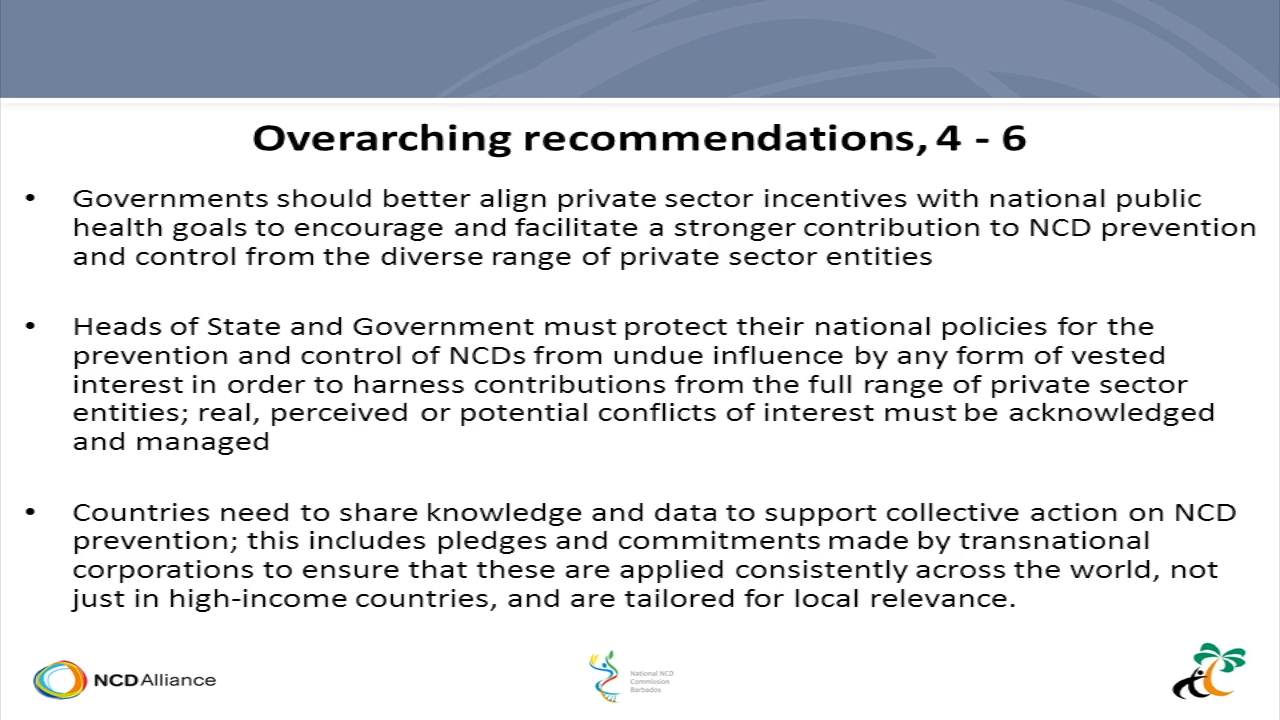 Overarching recommendations, 4 - 6
• Governments should better align private sector incentives with national public
health goals to encourage and facilitate a stronger contribution to NCD prevention
and control from the diverse range of private sector entities
• Heads of State and Government must protect their national policies for the
prevention and control of NCDs from undue influence by any form of vested
interest in order to harness contributions from the full range of private sector
entities; real, perceived or potential conflicts of interest must be acknowledged
and managed
• Countries need to share knowledge and data to support collective action on NCD
prevention; this includes pledges and commitments made by transnational
corporations to ensure that these are applied consistently across the world, not
just in high-income countries, and are tailored for local relevance.
NCDAlliance
National NCD
Commission
Barbados